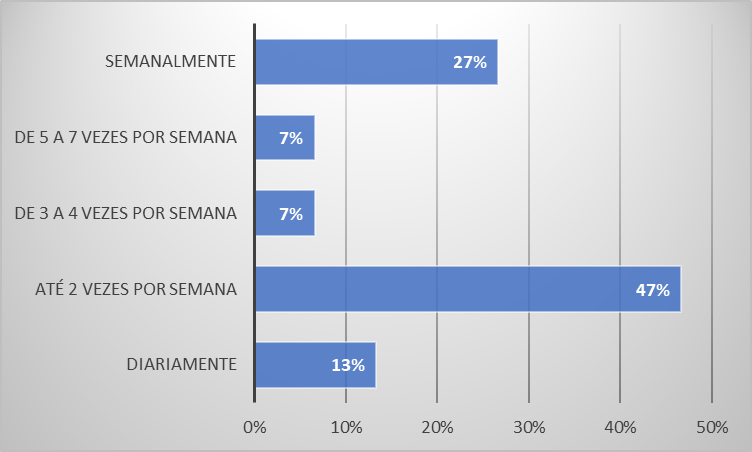 SEMANALMENTE
27%
DE 5 A 7 VEZES POR SEMANA
7%
DE 3 A 4 VEZES POR SEMANA
7%
ATÉ 2 VEZES POR SEMANA
47%
DIARIAMENTE
13%
0% 10% 20% 30% 40% 50%